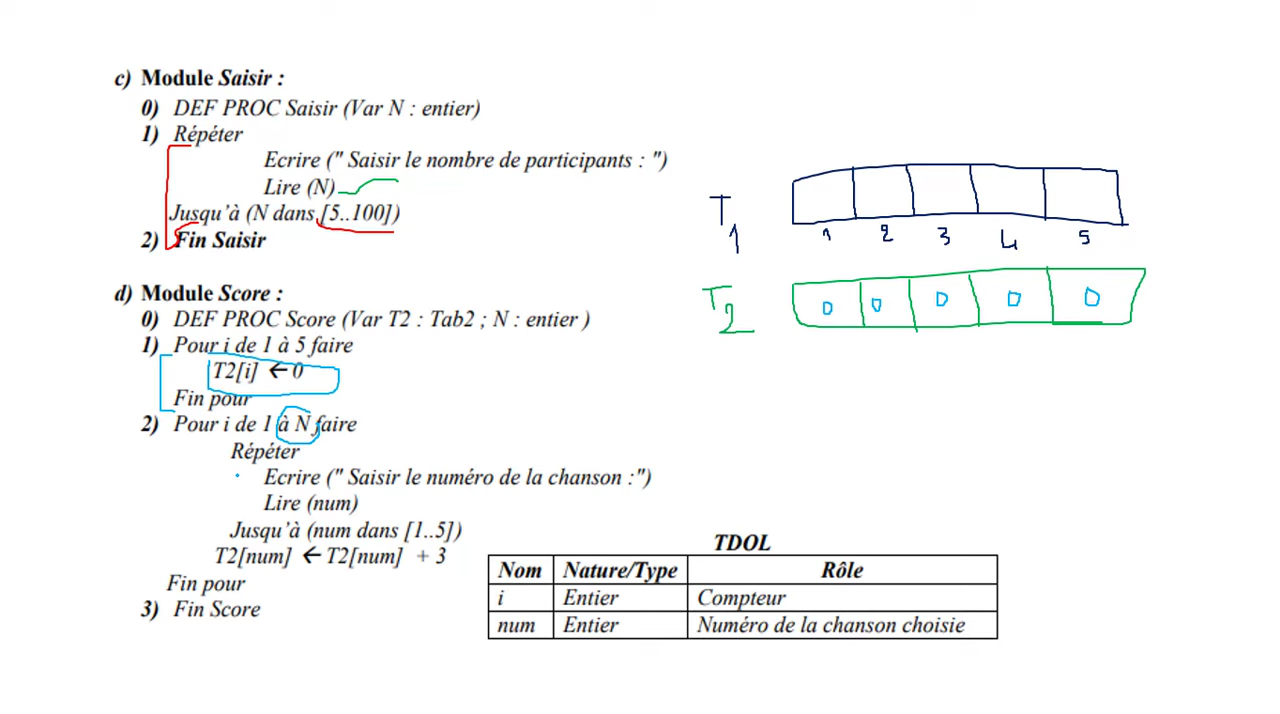 c) Module Saisir :
0) DEF PROC Saisir (Var N : entier)
1) Répéter
Ecrire (" Saisir le nombre de participants : ")
Lire (N)
Jusqu'à (N dans [5..100])
2) Fin Saisir
d) Module Score :
0) DEF PROC Score (Var T2 : Tab2 ; N : entier )
1) Pour i de 1 à 5 faire
T2[i] ← 0
Fin pour
2) Pour i de 1 à N faire
Répéter
Ecrire (" Saisir le numéro de la chanson :")
Lire (num)
Jusqu'à (num dans [1..5])
T2[num] ← T2[num] + 3
Fin pour
3) Fin Score
T1
1 2 3 4 5
T2
0 0 0 0 0
TDOL
Nom Nature/Type Rôle
i Entier Compteur
num Entier Numéro de la chanson choisie